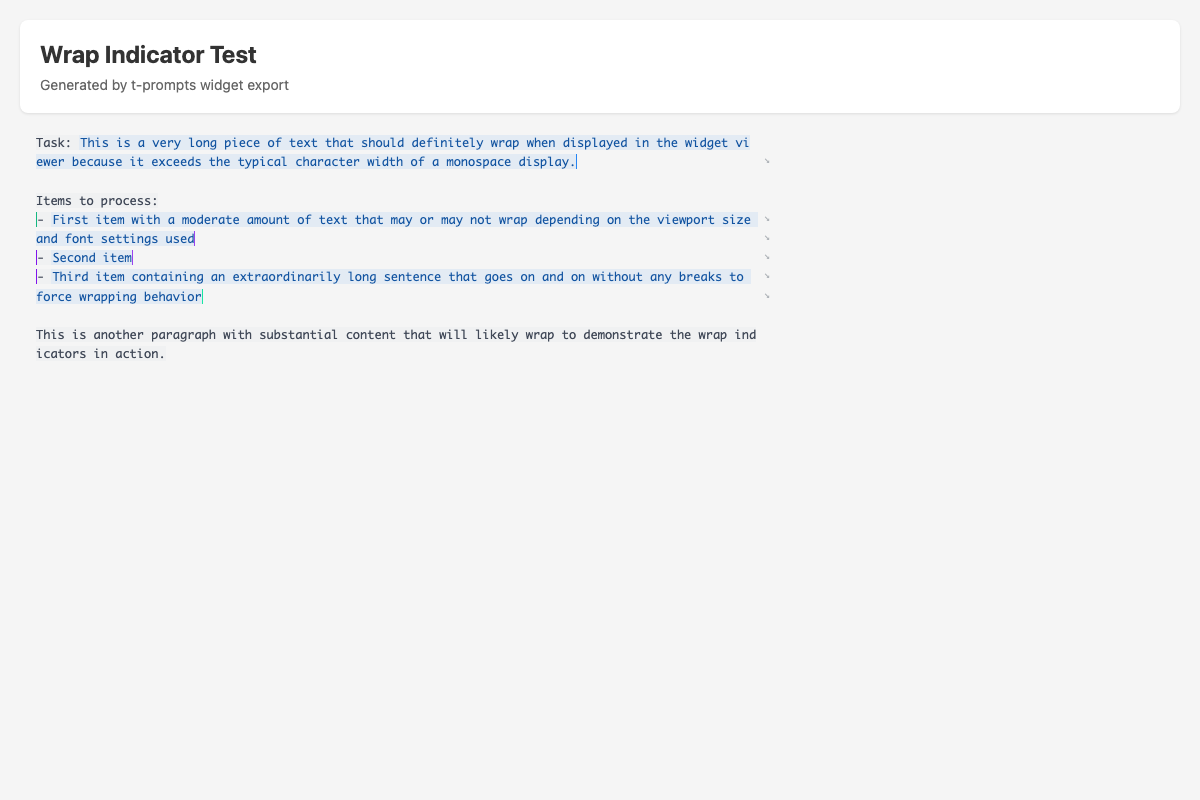 Wrap Indicator Test
Generated by t-prompts widget export
Task: This is a very long piece of text that should definitely wrap when displayed in the widget vi
ewer because it exceeds the typical character width of a monospace display.
Items to process:
- First item with a moderate amount of text that may or may not wrap depending on the viewport size
and font settings used
- Second item
- Third item containing an extraordinarily long sentence that goes on and on without any breaks to
force wrapping behavior
This is another paragraph with substantial content that will likely wrap to demonstrate the wrap ind
icators in action.